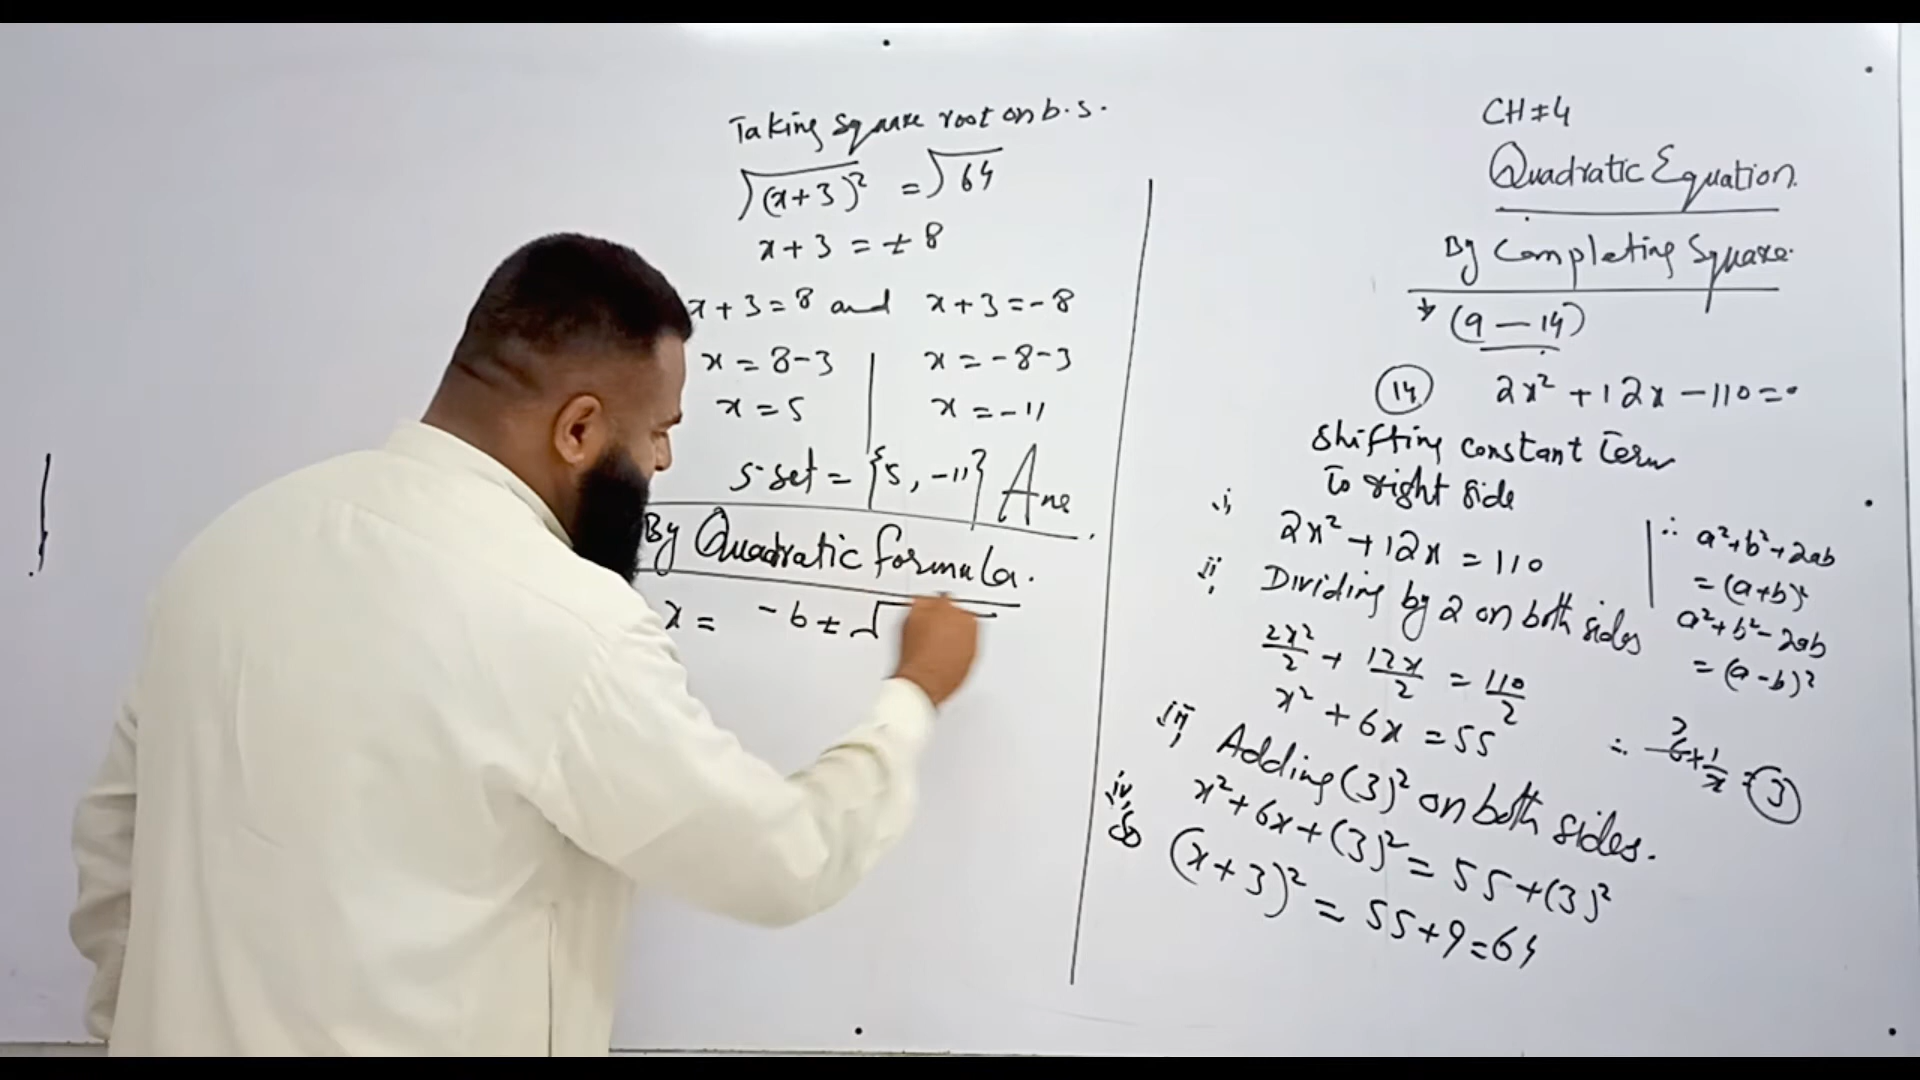 CH#4
Quadratic Equation.
By Completing Square.
(9 — 14)
14 2x² + 12x - 110 = 0
Shifting constant term
To right side
i, 2x² + 12x = 110
ii, Dividing by 2 on both sides
2x²/2 + 12x/2 = 110/2
x² + 6x = 55
iii, Adding (3)² on both sides.
iv, x² + 6x + (3)² = 55 + (3)²
So (x + 3)² = 55 + 9 = 64
∴ a² + b² + 2ab
= (a + b)²
a² + b² - 2ab
= (a - b)²
Taking Square root on b.s.
√(x + 3)² = √64
x + 3 = ± 8
x + 3 = 8 and x + 3 = -8
x = 8 - 3 x = -8 - 3
x = 5 x = -11
S.set = {5, -11} Ans
By Quadratic formula.
x = -b ± √